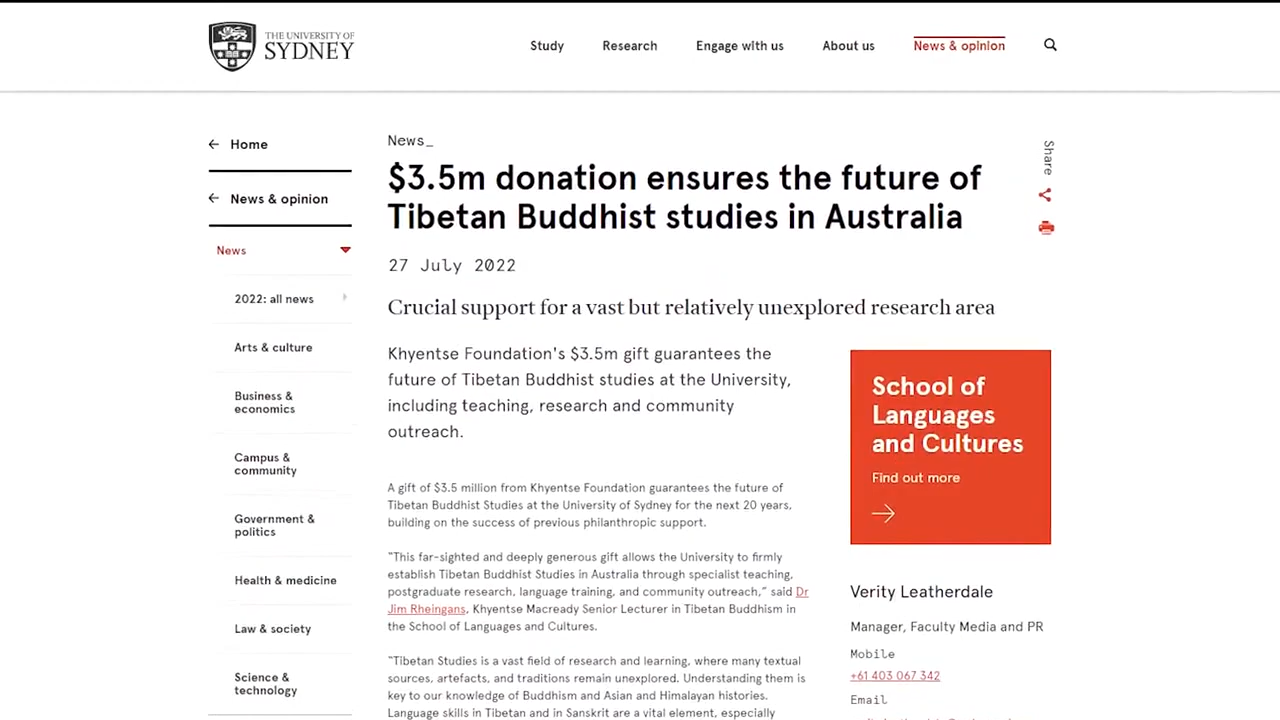 THE UNIVERSITY OF
SYDNEY
Study
Research
Engage with us
About us
News & opinion
Home
News & opinion
News
2022: all news
Arts & culture
Business &
economics
Campus &
community
Government &
politics
Health & medicine
Law & society
Science &
technology
News_
$3.5m donation ensures the future of
Tibetan Buddhist studies in Australia
27 July 2022
Crucial support for a vast but relatively unexplored research area
Khyentse Foundation's $3.5m gift guarantees the
future of Tibetan Buddhist studies at the University,
including teaching, research and community
outreach.
A gift of $3.5 million from Khyentse Foundation guarantees the future of
Tibetan Buddhist Studies at the University of Sydney for the next 20 years,
building on the success of previous philanthropic support.
“This far-sighted and deeply generous gift allows the University to firmly
establish Tibetan Buddhist Studies in Australia through specialist teaching,
postgraduate research, language training, and community outreach,” said Dr
Jim Rheingans, Khyentse Macready Senior Lecturer in Tibetan Buddhism in
the School of Languages and Cultures.
“Tibetan Studies is a vast field of research and learning, where many textual
sources, artefacts, and traditions remain unexplored. Understanding them is
key to our knowledge of Buddhism and Asian and Himalayan histories.
Language skills in Tibetan and in Sanskrit are a vital element, especially
Share
School of
Languages
and Cultures
Find out more
Verity Leatherdale
Manager, Faculty Media and PR
Mobile
+61 403 067 342
Email